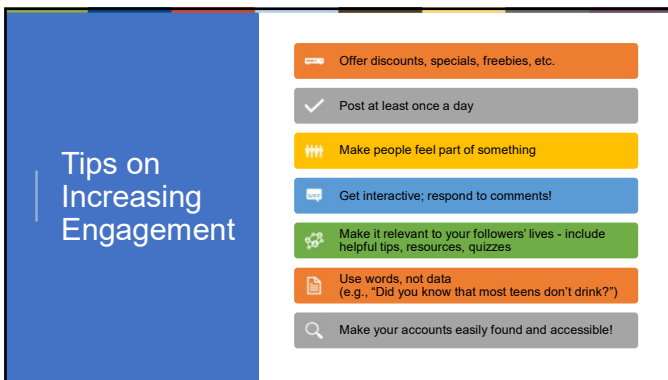 Tips on
Increasing
Engagement
Offer discounts, specials, freebies, etc.
Post at least once a day
Make people feel part of something
Get interactive; respond to comments!
Make it relevant to your followers' lives - include
helpful tips, resources, quizzes
Use words, not data
(e.g., “Did you know that most teens don’t drink?”)
Make your accounts easily found and accessible!